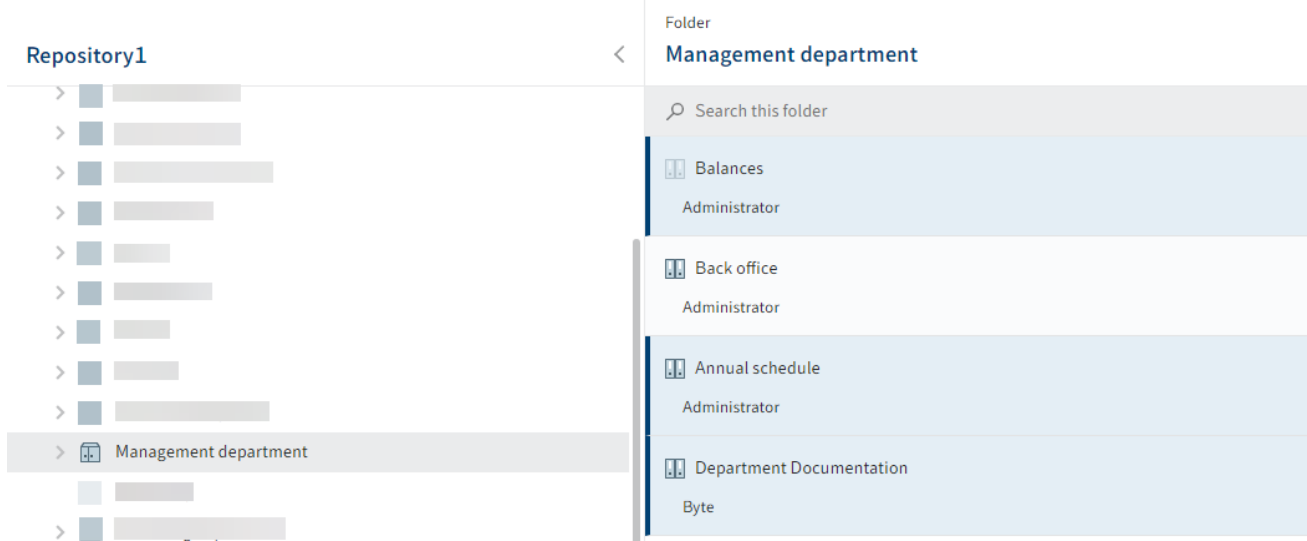 Repository1
Management department
Folder
Management department
Search this folder
Balances
Administrator
Back office
Administrator
Annual schedule
Administrator
Department Documentation
Byte